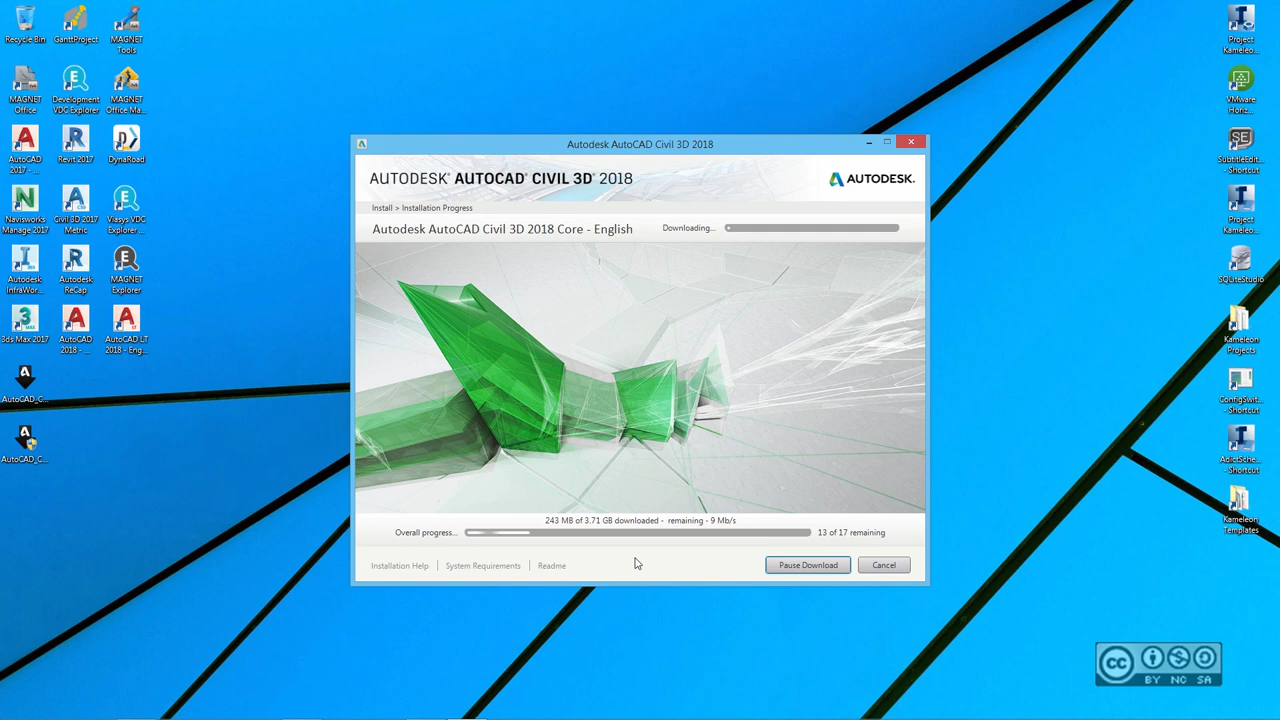 Recycle Bin
GanttProject
MAGNET
Tools
MAGNET
Office
Development
VDC Explorer
MAGNET
Office Ma...
AutoCAD
2017 - ...
Revit 2017
DynaRoad
Navisworks
Manage 2017
Civil 3D 2017
Metric
Viasys VDC
Explorer ...
Autodesk
InfraWor...
Autodesk
ReCap
MAGNET
Explorer
3ds Max 2017
AutoCAD
2018 - ...
AutoCAD LT
2018 - Eng...
AutoCAD_C...
AutoCAD_C...
Autodesk AutoCAD Civil 3D 2018
AUTODESK® AUTOCAD® CIVIL 3D® 2018
AUTODESK.
Install > Installation Progress
Autodesk AutoCAD Civil 3D 2018 Core - English
Downloading...
243 MB of 3.71 GB downloaded - remaining - 9 Mb/s
Overall progress...
13 of 17 remaining
Installation Help
System Requirements
Readme
Pause Download
Cancel
Project
Kameleo...
VMware
Horiz...
SubtitleEdit...
- Shortcut
Project
Kameleo...
SQLiteStudio
Kameleon
Projects
ConfigSwit...
- Shortcut
AdictSche...
- Shortcut
Kameleon
Templates
cc
BY NC SA